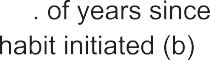 . of years since
habit initiated (b)